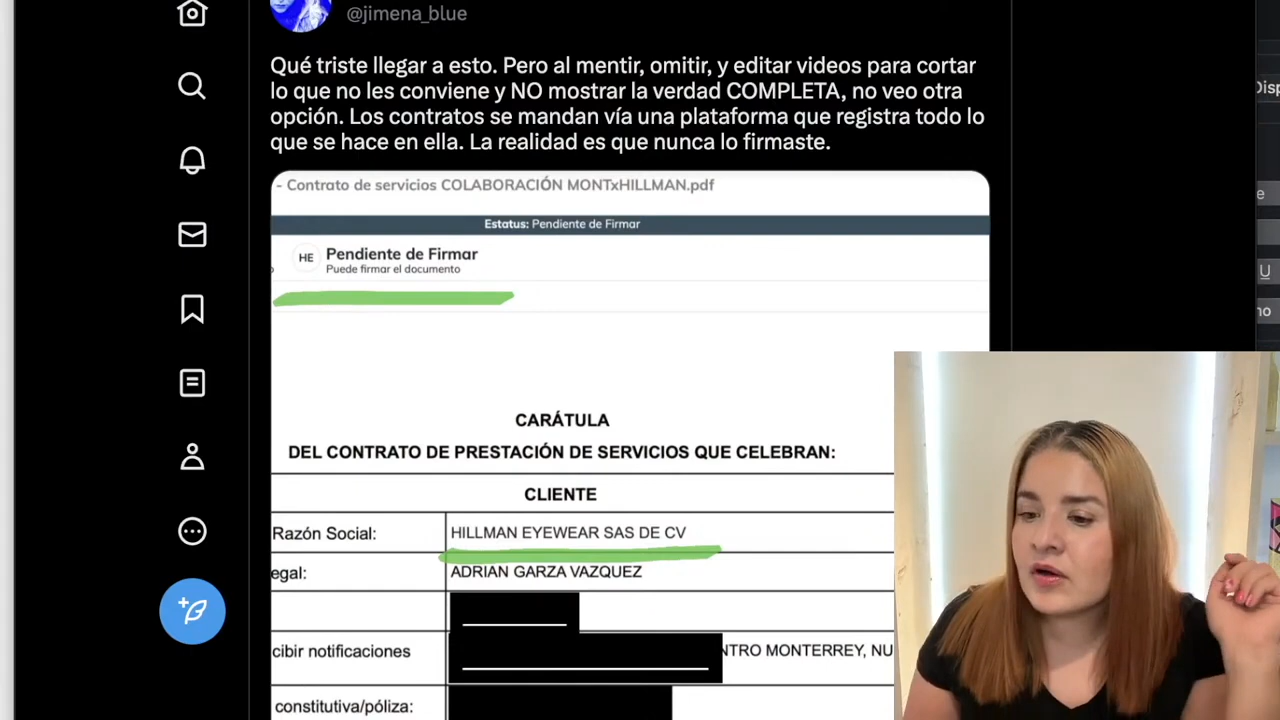 @jimena_blue
Qué triste llegar a esto. Pero al mentir, omitir, y editar videos para cortar
lo que no les conviene y NO mostrar la verdad COMPLETA, no veo otra
opción. Los contratos se mandan vía una plataforma que registra todo lo
que se hace en ella. La realidad es que nunca lo firmaste.
- Contrato de servicios COLABORACIÓN MONTxHILLMAN.pdf
Estatus: Pendiente de Firmar
HE
Pendiente de Firmar
Puede firmar el documento
CARÁTULA
DEL CONTRATO DE PRESTACIÓN DE SERVICIOS QUE CELEBRAN:
CLIENTE
Razón Social: HILLMAN EYEWEAR SAS DE CV
egal: ADRIAN GARZA VAZQUEZ
cibir notificaciones NTRO MONTERREY, NU
constitutiva/póliza:
Disp
U